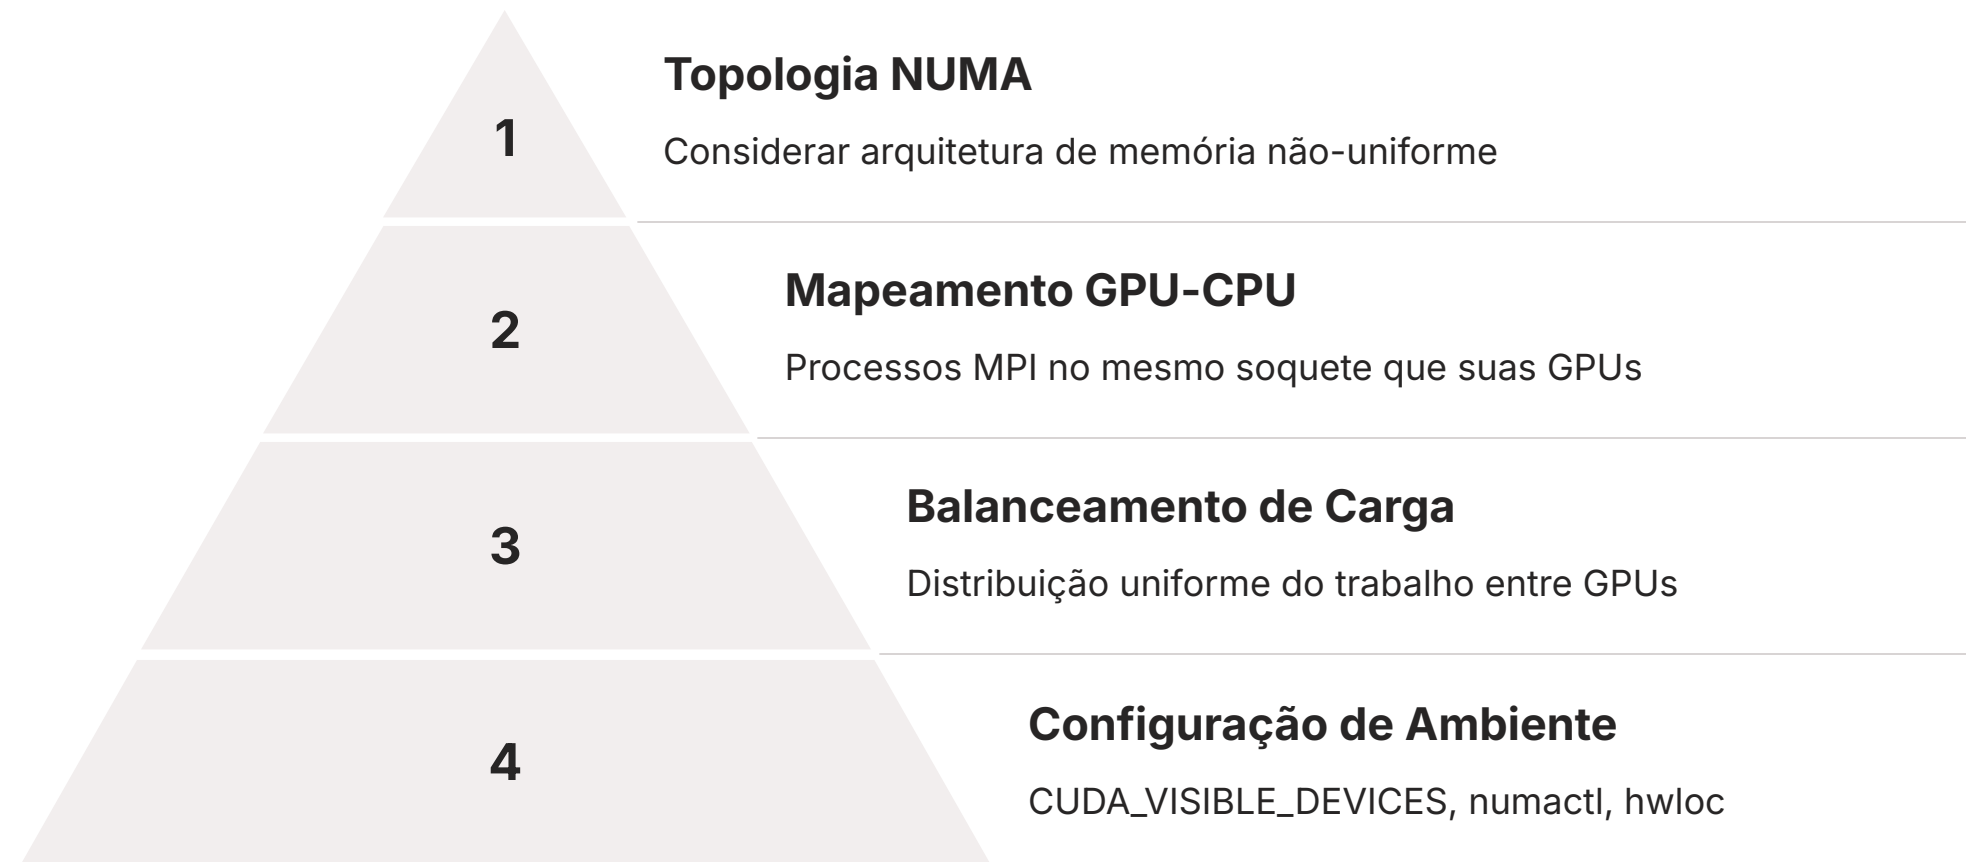 1
Topologia NUMA
Considerar arquitetura de memória não-uniforme
2
Mapeamento GPU-CPU
Processos MPI no mesmo soquete que suas GPUs
3
Balanceamento de Carga
Distribuição uniforme do trabalho entre GPUs
4
Configuração de Ambiente
CUDA_VISIBLE_DEVICES, numactl, hwloc